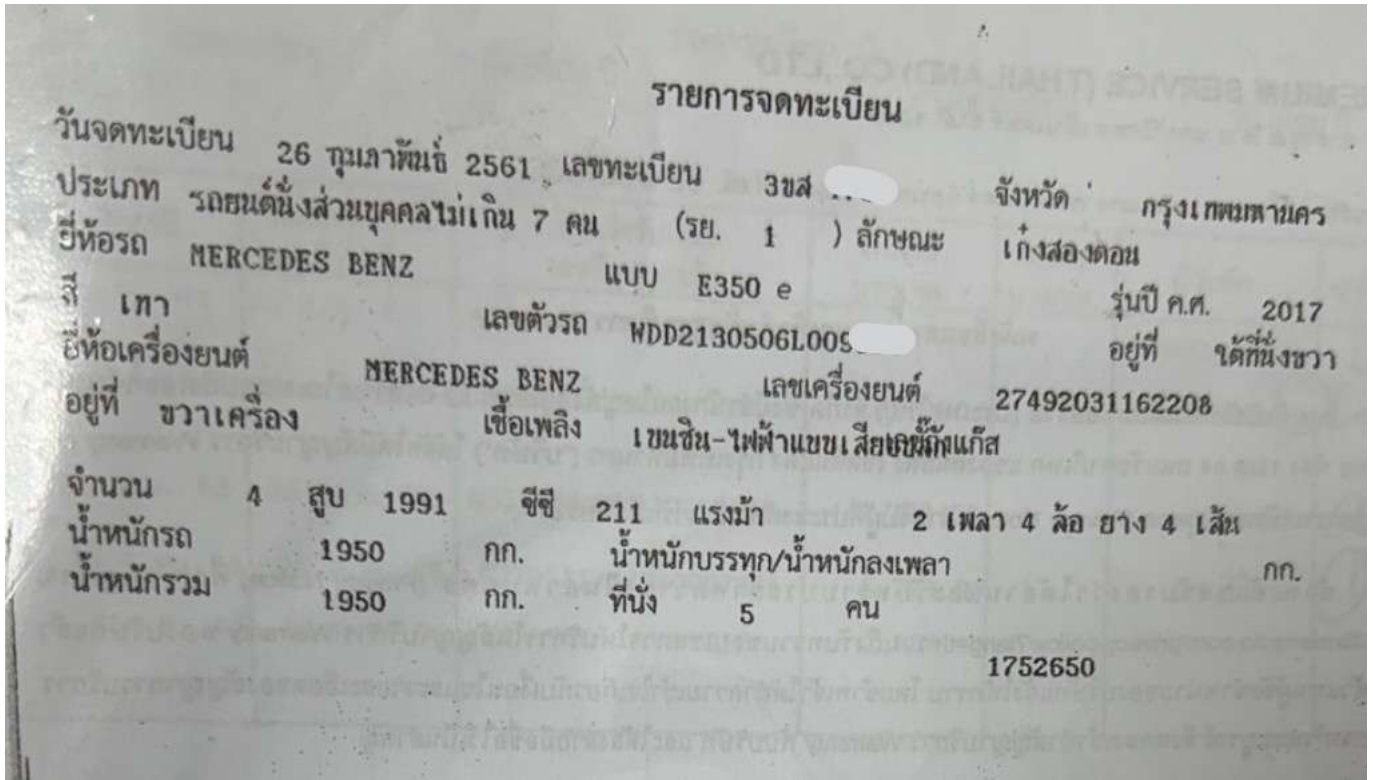 รายการจดทะเบียน
วันจดทะเบียน 26 กุมภาพันธ์ 2561 เลขทะเบียน 3ขส จังหวัด กรุงเทพมหานคร
ประเภท รถยนต์นั่งส่วนบุคคลไม่เกิน 7 คน (รย. 1 ) ลักษณะ เก๋งสองตอน
ยี่ห้อรถ MERCEDES BENZ แบบ E350 e รุ่นปี ค.ศ. 2017
สี เทา เลขตัวรถ WDD2130506L009 อยู่ที่ ใต้ที่นั่งขวา
ยี่ห้อเครื่องยนต์ MERCEDES BENZ เลขเครื่องยนต์ 27492031162208
อยู่ที่ ขวาเครื่อง เชื้อเพลิง เบนซิน-ไฟฟ้าแบบเสียบปลั๊ก เลขถังแก๊ส
จำนวน 4 สูบ 1991 ซีซี 211 แรงม้า 2 เพลา 4 ล้อ ยาง 4 เส้น
น้ำหนักรถ 1950 กก. น้ำหนักบรรทุก/น้ำหนักลงเพลา กก.
น้ำหนักรวม 1950 กก. ที่นั่ง 5 คน
1752650